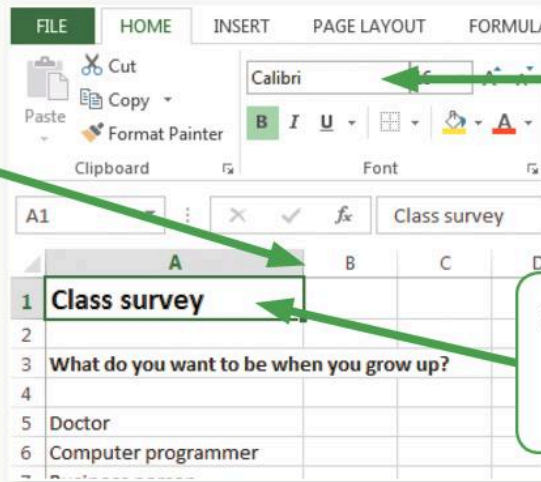 FILE HOME INSERT PAGE LAYOUT
Cut
Calibri
Copy
Paste
Format Painter
B I U A
Clipboard Font
A1 fx Class survey
A B C
1 Class survey
2
3 What do you want to be when you grow up?
4
5 Doctor
6 Computer programmer